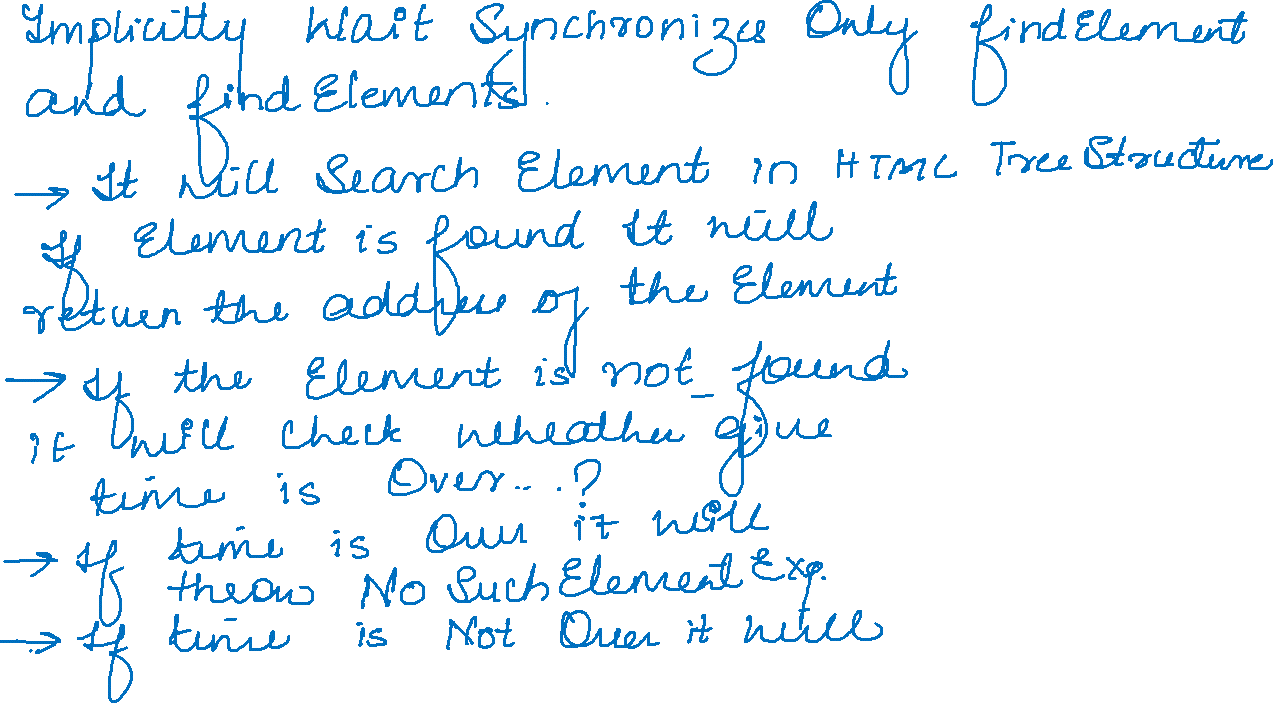 Implicitly Wait Synchronizes Only findElement
and findElements.
→ It will Search Element in HTML Tree Structure
If Element is found It will
return the address of the Element
→ If the Element is not found
it will check wheather give
time is Over...?
→ If time is Over it will
throw No Such Element Exp.
→ If time is Not Over it will